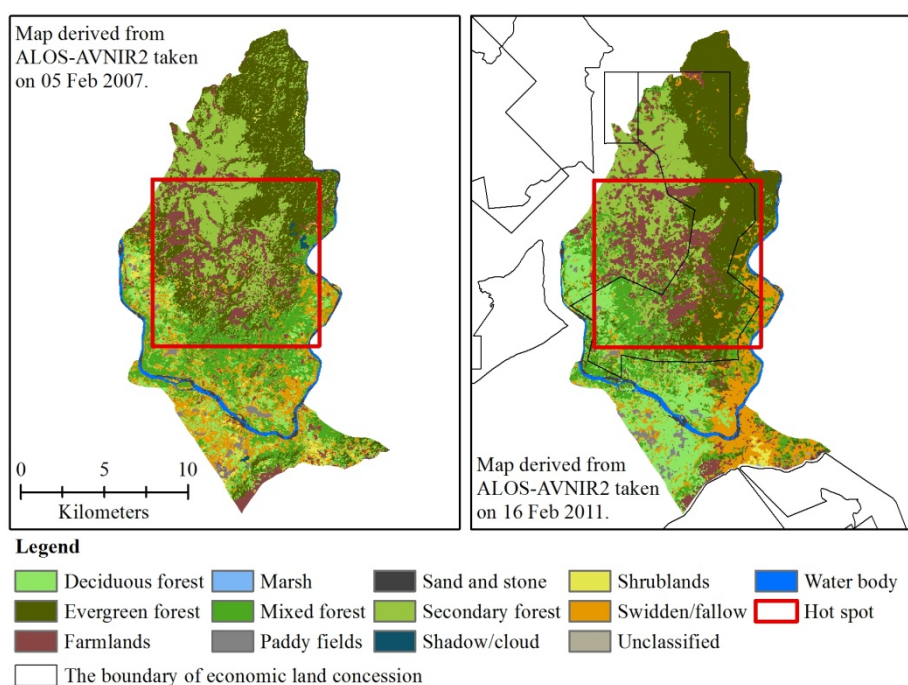 Map derived from
ALOS-AVNIR2 taken
on 05 Feb 2007.
0 5 10
Kilometers
Map derived from
ALOS-AVNIR2 taken
on 16 Feb 2011.
Legend
Deciduous forest Marsh Sand and stone Shrublands Water body
Evergreen forest Mixed forest Secondary forest Swidden/fallow Hot spot
Farmlands Paddy fields Shadow/cloud Unclassified
The boundary of economic land concession